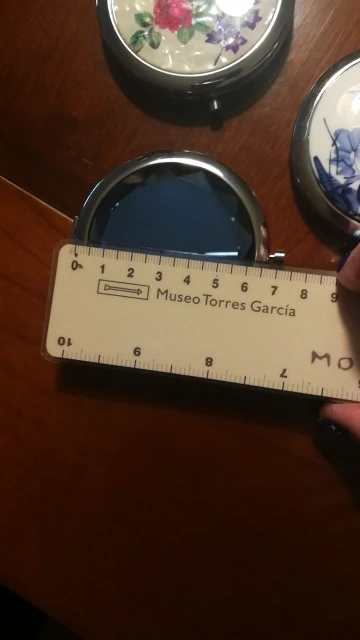 0 1 2 3 4 5 6 7 8 9
Museo Torres García
10 9 8 7
MO